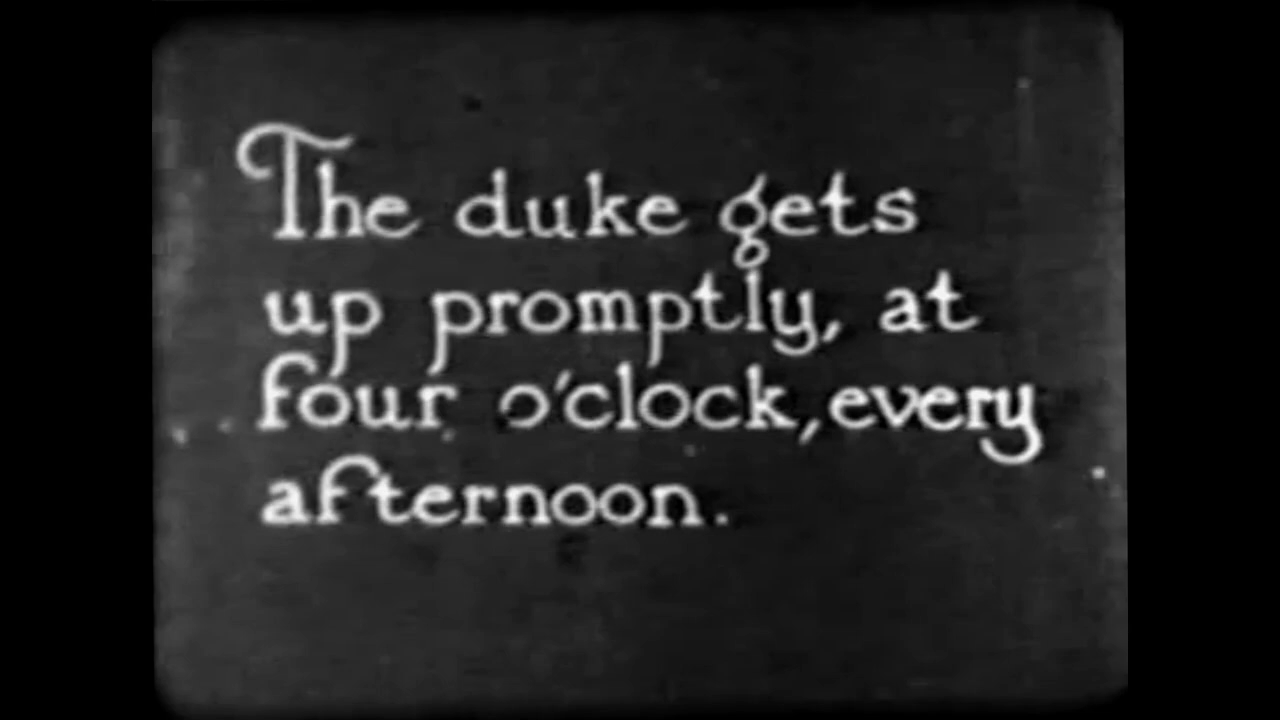 The duke gets
up promptly, at
four o'clock, every
afternoon.